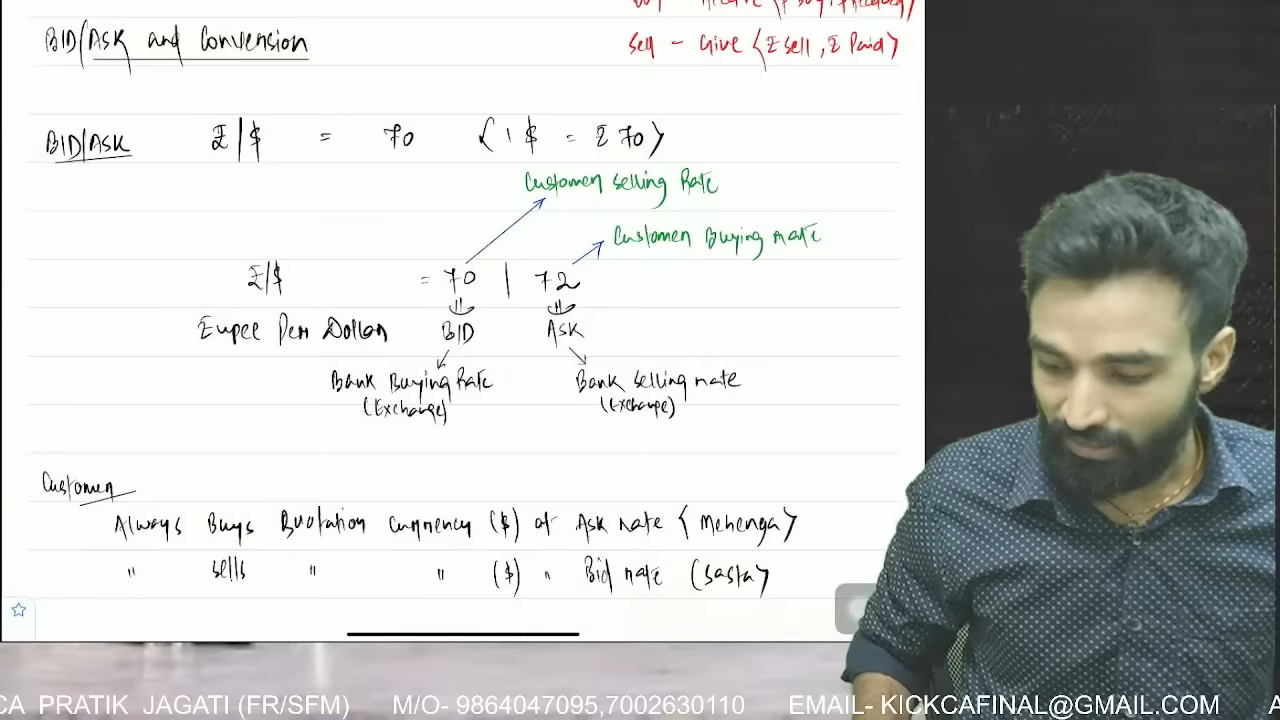 BID/ASK and Conversion
Sell - Give (₹ sell, ₹ Paid)
BID/ASK ₹/$ = 70 (1 $ = ₹ 70)
Customer Selling Rate
Customer Buying rate
₹/$ = 70 | 72
Rupee Per Dollar BID ASK
Bank Buying Rate Bank Selling rate
(Exchange) (Exchange)
Customer
Always Buys Quotation currency ($) at Ask rate (Mehenga)
" sells " " ($) " Bid rate (Sasta)
CA PRATIK JAGATI (FR/SFM) M/O- 9864047095,7002630110 EMAIL- KICKCAFINAL@GMAIL.COM A